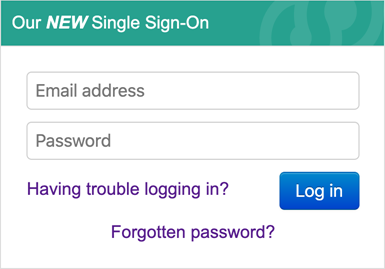 Our NEW Single Sign-On
Email address
Password
Having trouble logging in?
Log in
Forgotten password?